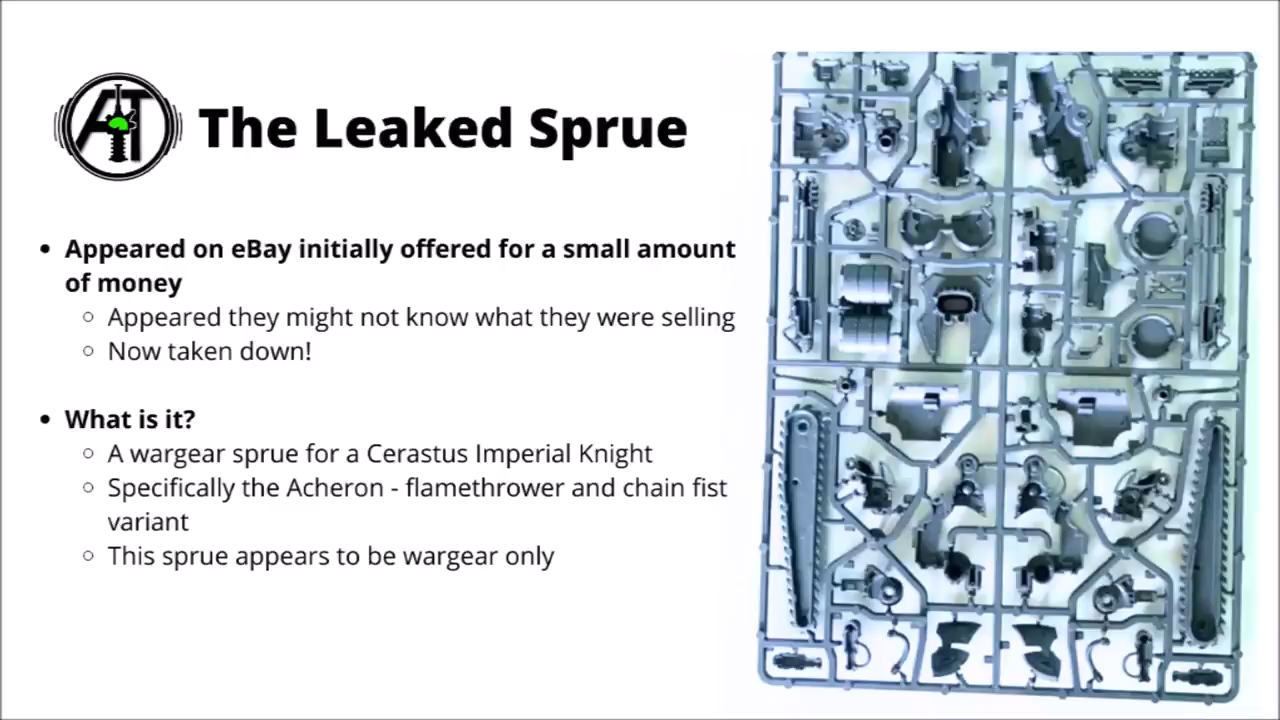 AT
The Leaked Sprue
• Appeared on eBay initially offered for a small amount
of money
○ Appeared they might not know what they were selling
○ Now taken down!
• What is it?
○ A wargear sprue for a Cerastus Imperial Knight
○ Specifically the Acheron - flamethrower and chain fist
variant
○ This sprue appears to be wargear only